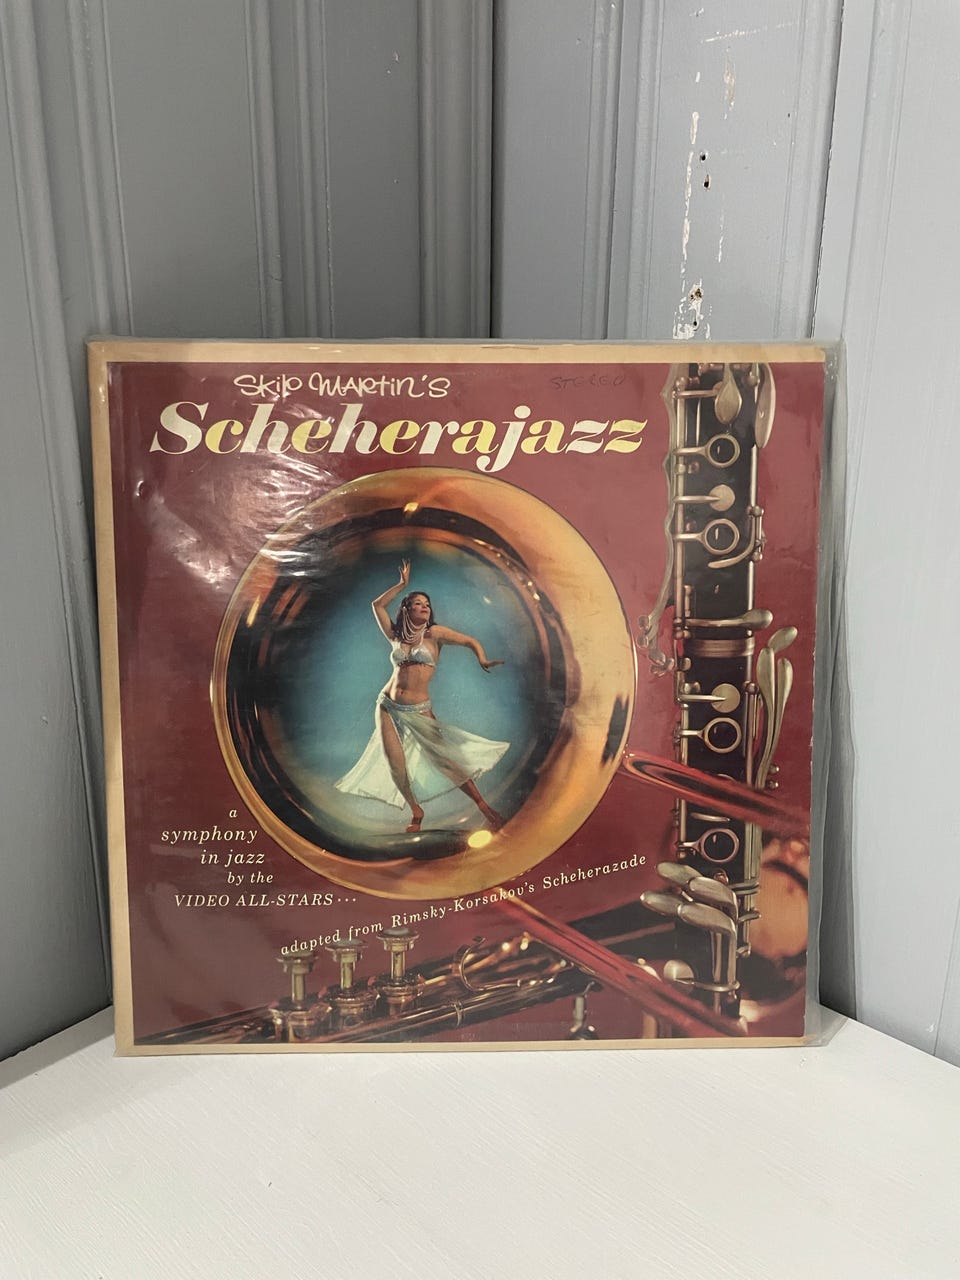 SKIP MARTIN'S
STEREO
Scheherajazz
a
symphony
in jazz
by the
VIDEO ALL-STARS...
adapted from Rimsky-Korsakov's Scheherazade